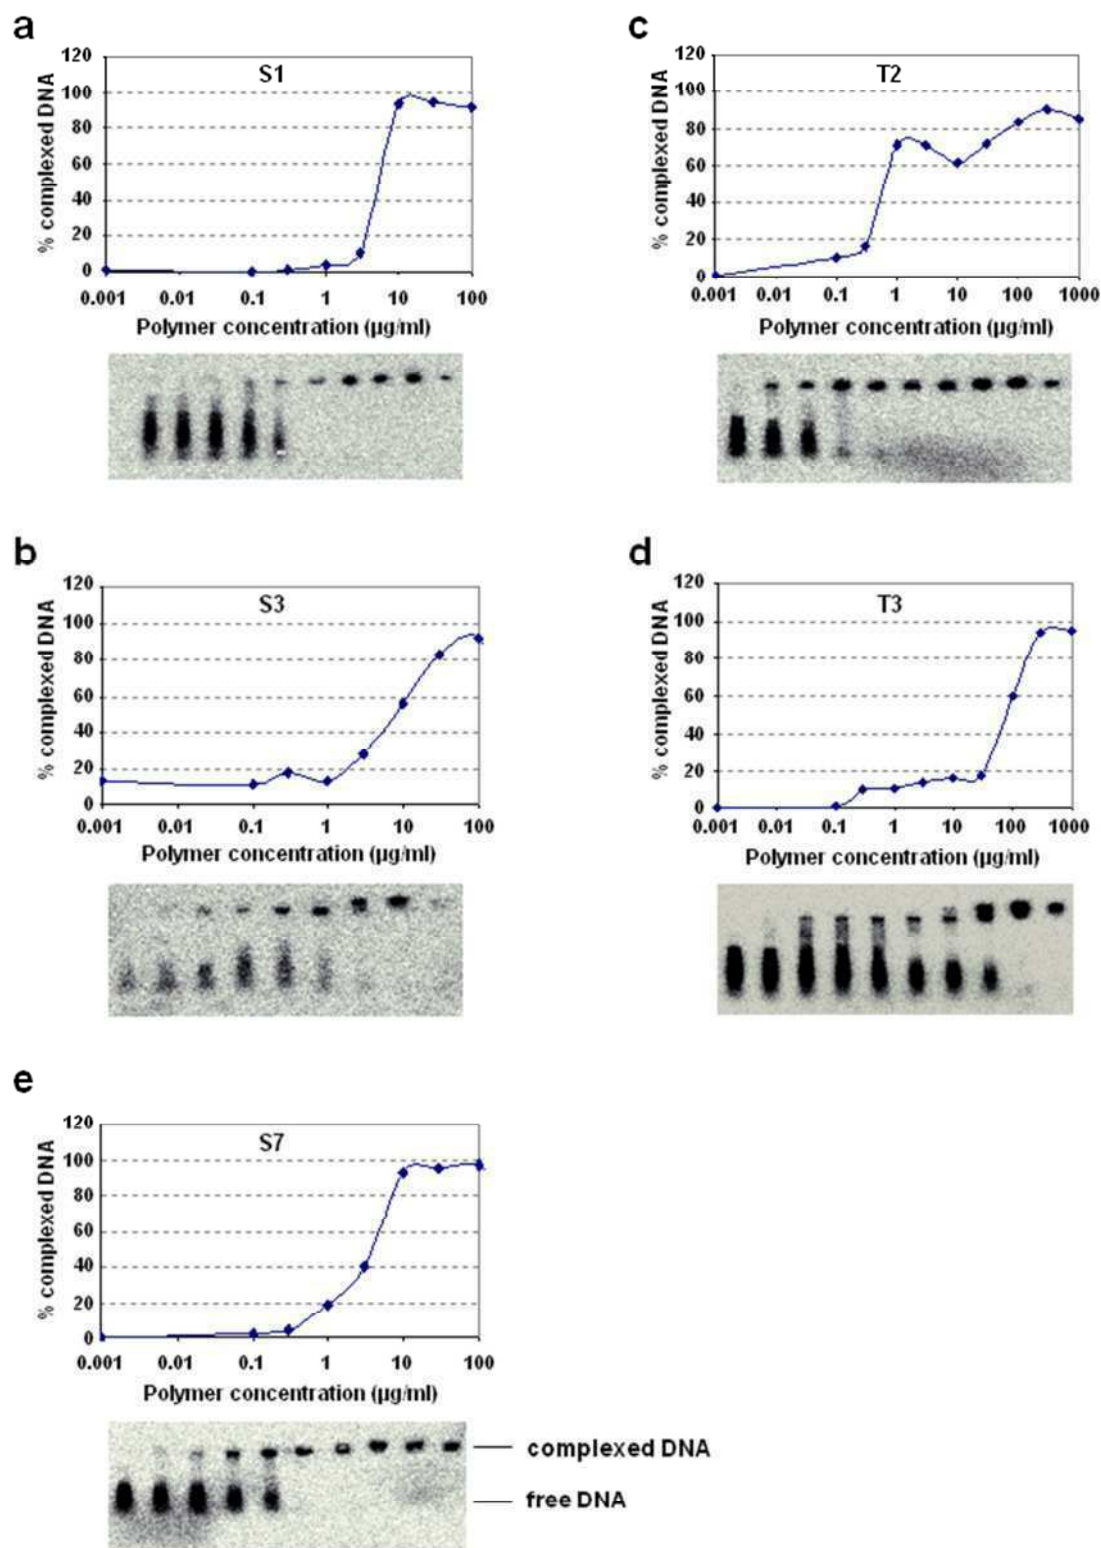 a
S1
% complexed DNA
120
100
80
60
40
20
0
0.001 0.01 0.1 1 10 100
Polymer concentration (µg/ml)
b
S3
% complexed DNA
120
100
80
60
40
20
0
0.001 0.01 0.1 1 10 100
Polymer concentration (µg/ml)
c
T2
% complexed DNA
120
100
80
60
40
20
0
0.001 0.01 0.1 1 10 100 1000
Polymer concentration (µg/ml)
d
T3
% complexed DNA
120
100
80
60
40
20
0
0.001 0.01 0.1 1 10 100 1000
Polymer concentration (µg/ml)
e
S7
% complexed DNA
120
100
80
60
40
20
0
0.001 0.01 0.1 1 10 100
Polymer concentration (µg/ml)
complexed DNA
free DNA